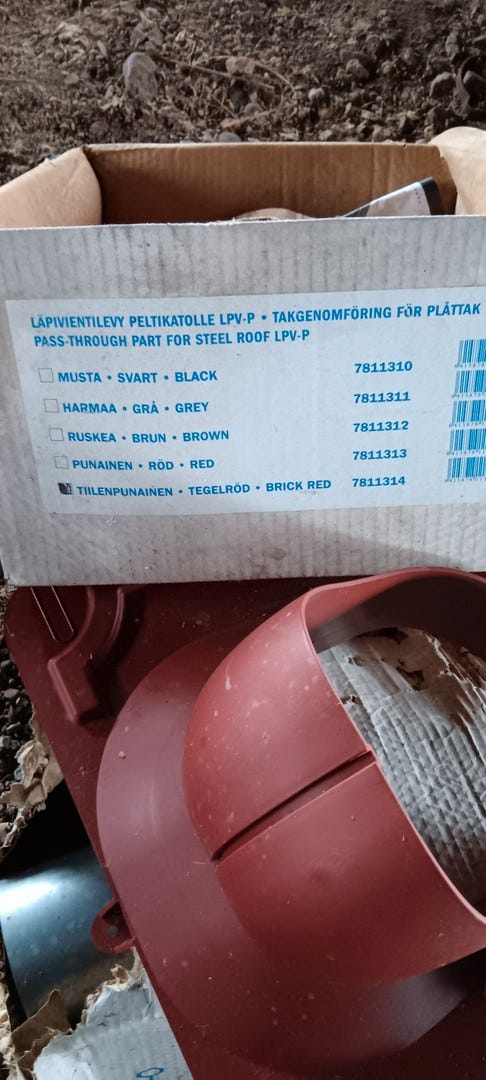 LÄPIVIENTILEVY PELTIKATOLLE LPV-P • TAKGENOMFÖRING FÖR PLÅTTAK
PASS-THROUGH PART FOR STEEL ROOF LPV-P
MUSTA • SVART • BLACK 7811310
HARMAA • GRÅ • GREY 7811311
RUSKEA • BRUN • BROWN 7811312
PUNAINEN • RÖD • RED 7811313
TIILENPUNAINEN • TEGELRÖD • BRICK RED 7811314